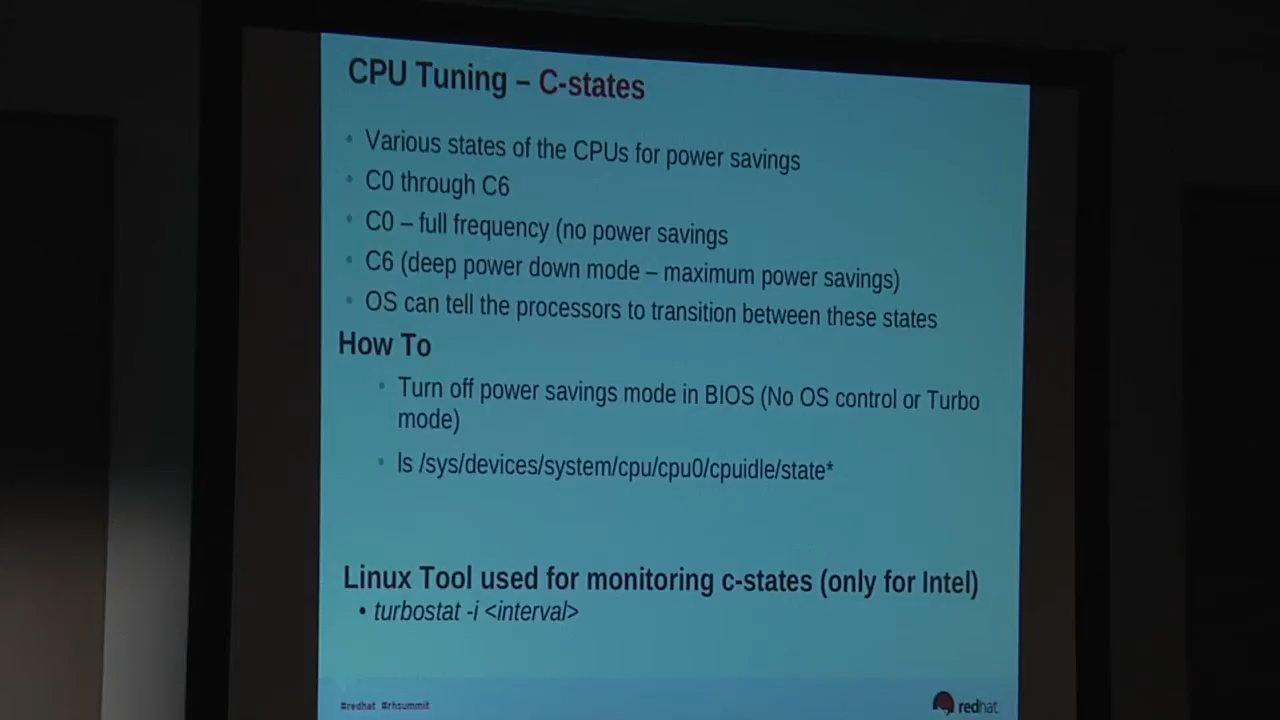 CPU Tuning – C-states
• Various states of the CPUs for power savings
• C0 through C6
• C0 – full frequency (no power savings
• C6 (deep power down mode – maximum power savings)
• OS can tell the processors to transition between these states
How To
• Turn off power savings mode in BIOS (No OS control or Turbo
mode)
• ls /sys/devices/system/cpu/cpu0/cpuidle/state*
Linux Tool used for monitoring c-states (only for Intel)
• turbostat -i <interval>
#redhat #rhsummit
redhat.